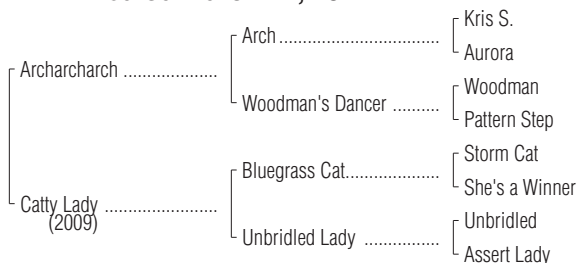 Kris S.
Arch
Aurora
Archarcharch
Woodman
Woodman's Dancer
Pattern Step
Storm Cat
Bluegrass Cat
She's a Winner
Catty Lady
(2009)
Unbridled
Unbridled Lady
Assert Lady